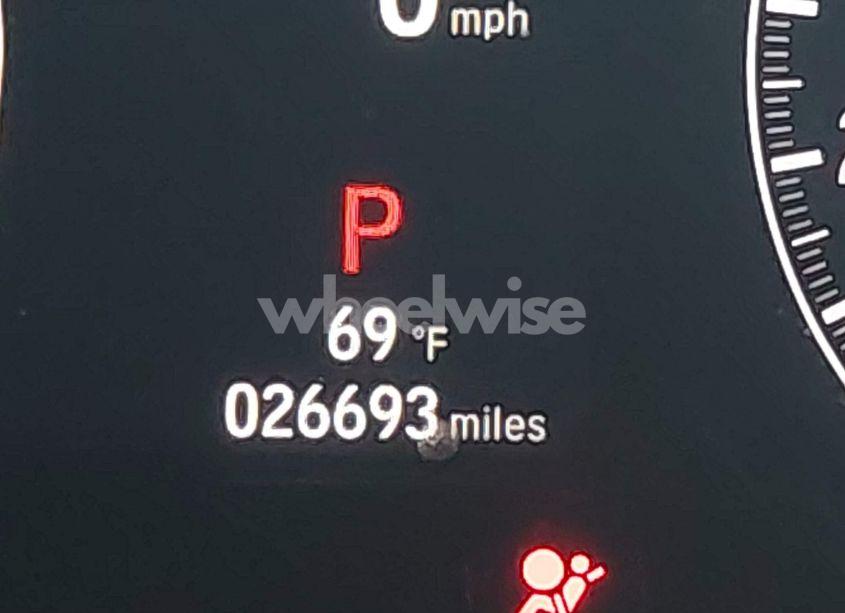 0 mph
P
wheelwise
69 °F
026693 miles